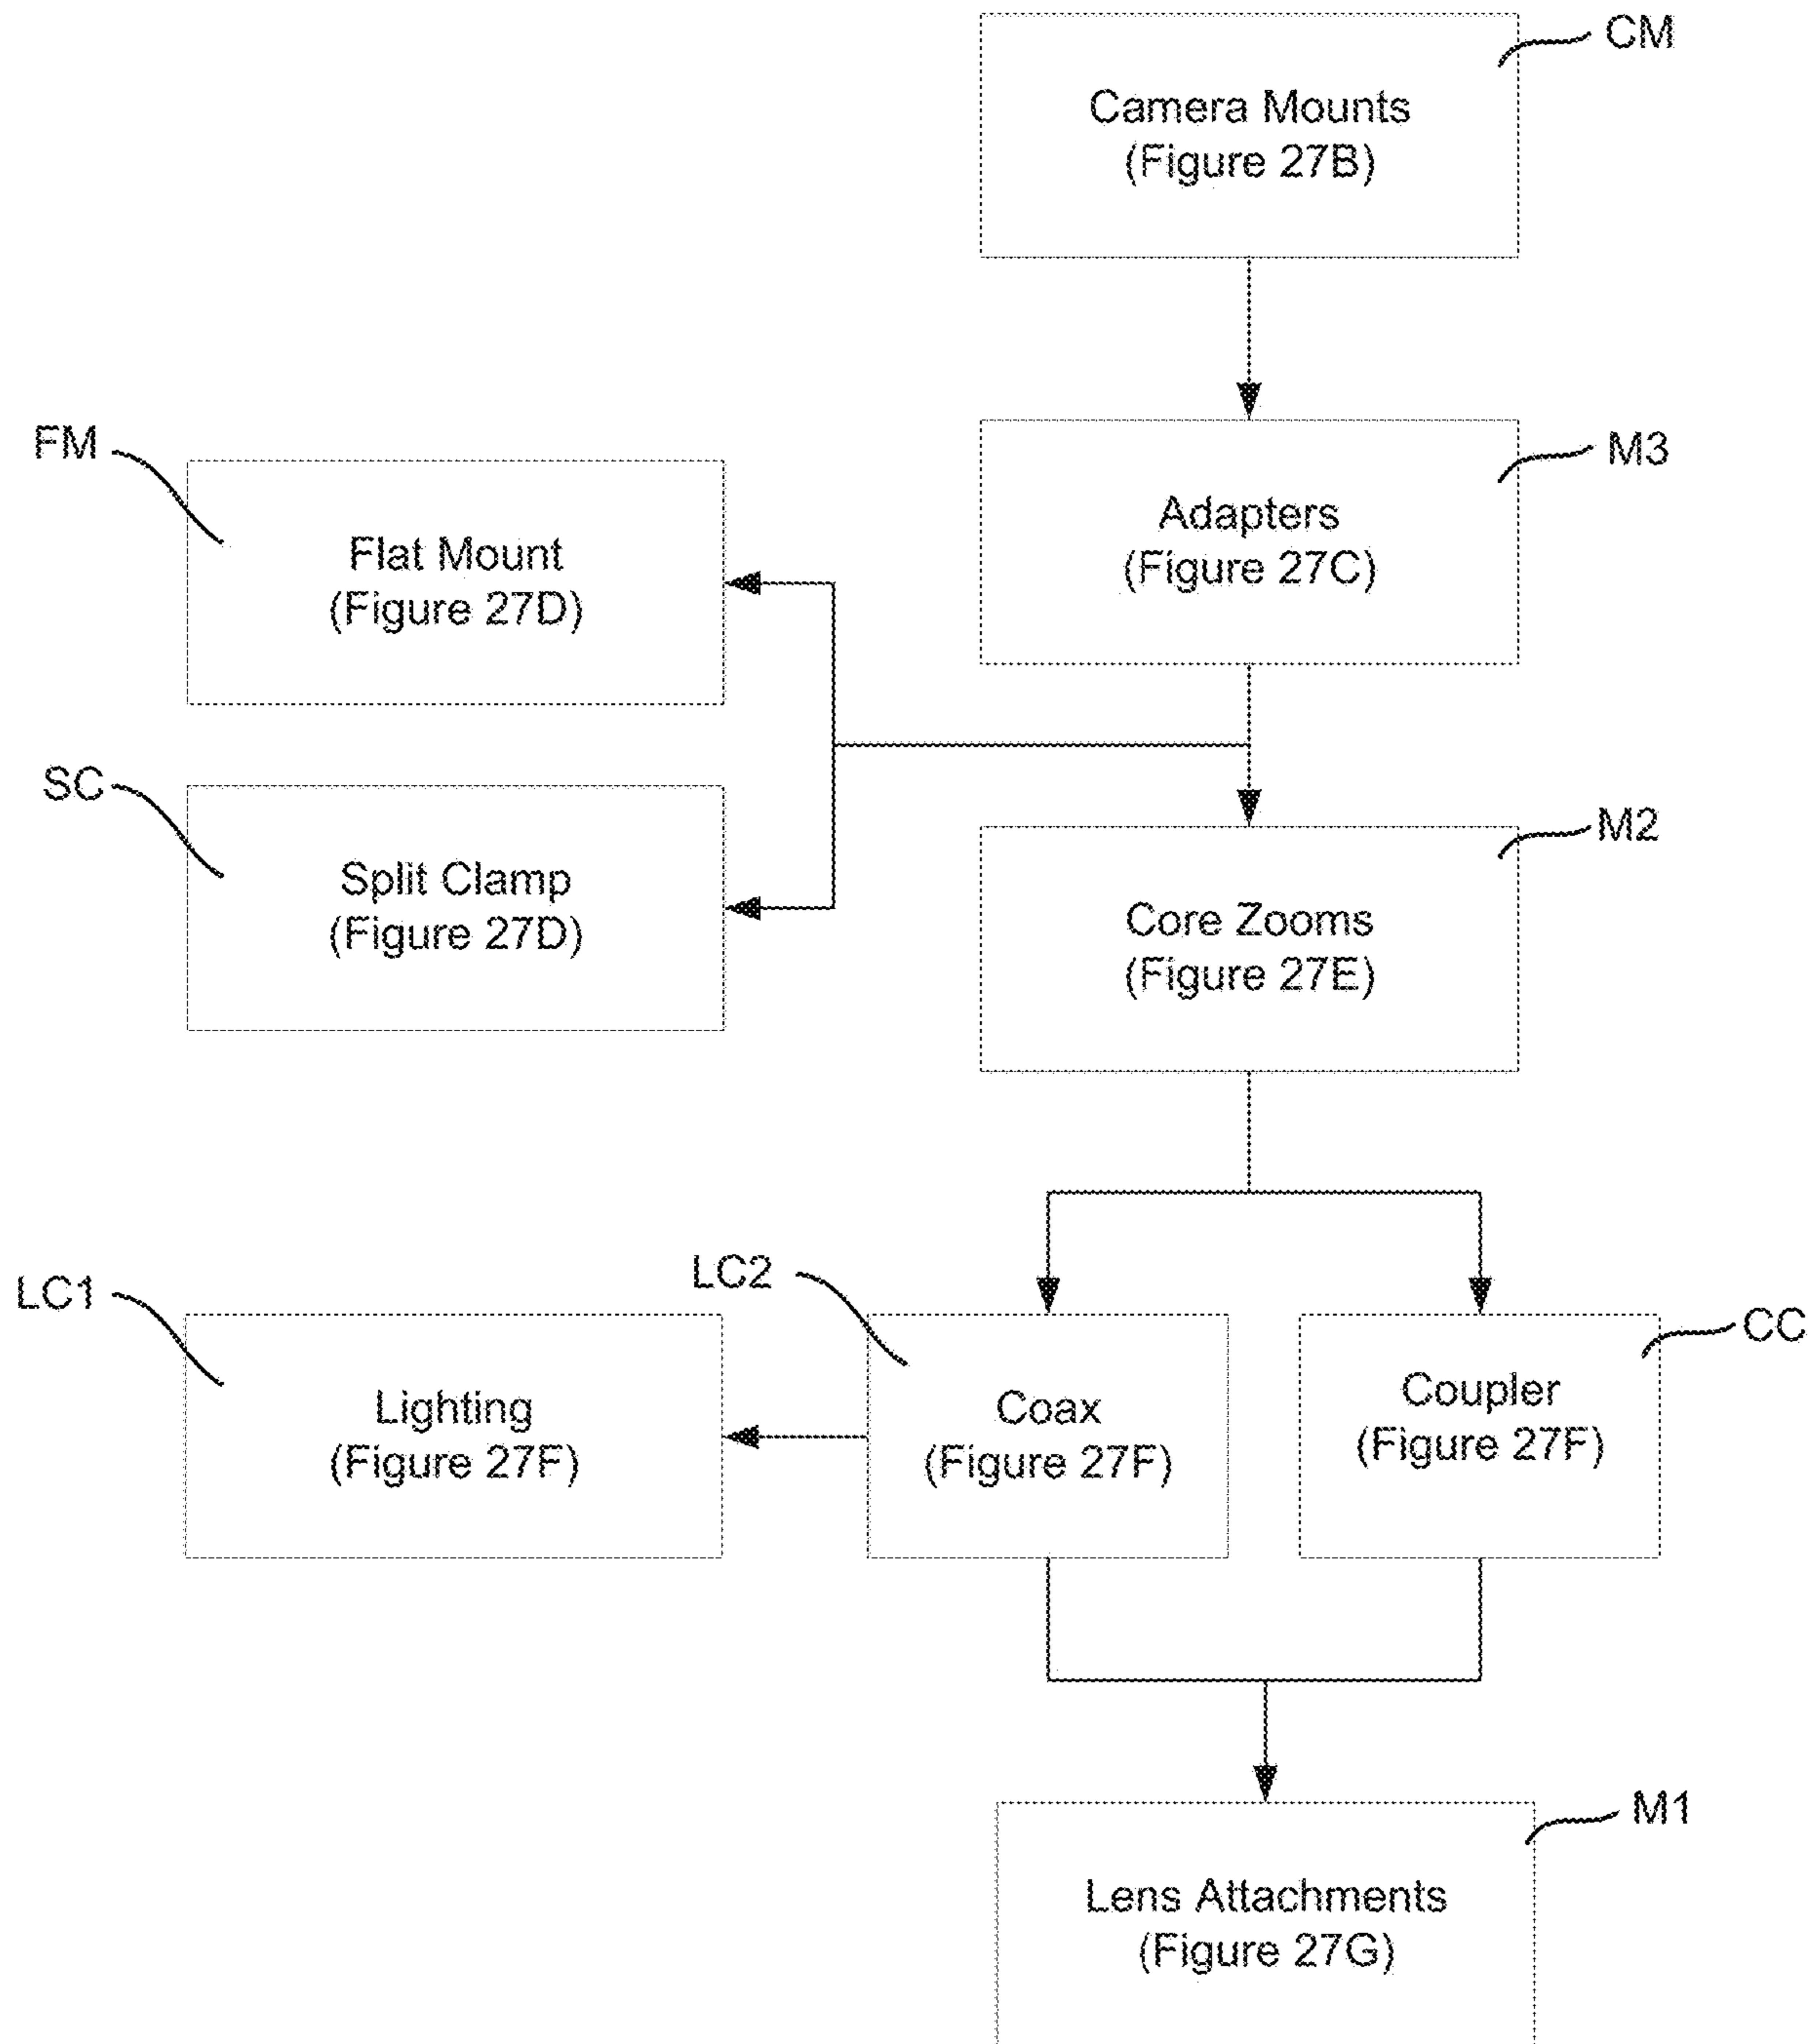 CM
Camera Mounts
(Figure 27B)
M3
Adapters
(Figure 27C)
FM
Flat Mount
(Figure 27D)
SC
Split Clamp
(Figure 27D)
M2
Core Zooms
(Figure 27E)
LC1
Lighting
(Figure 27F)
LC2
Coax
(Figure 27F)
CC
Coupler
(Figure 27F)
M1
Lens Attachments
(Figure 27G)